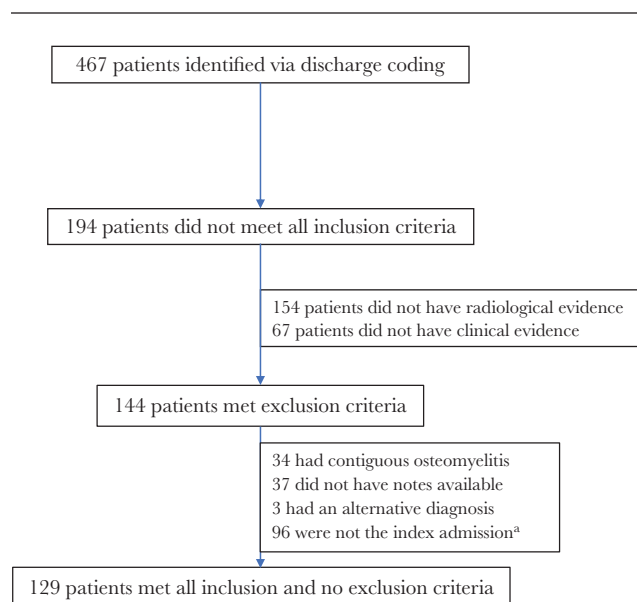 467 patients identified via discharge coding
194 patients did not meet all inclusion criteria
154 patients did not have radiological evidence
67 patients did not have clinical evidence
144 patients met exclusion criteria
34 had contiguous osteomyelitis
37 did not have notes available
3 had an alternative diagnosis
96 were not the index admissionᵃ
129 patients met all inclusion and no exclusion criteria